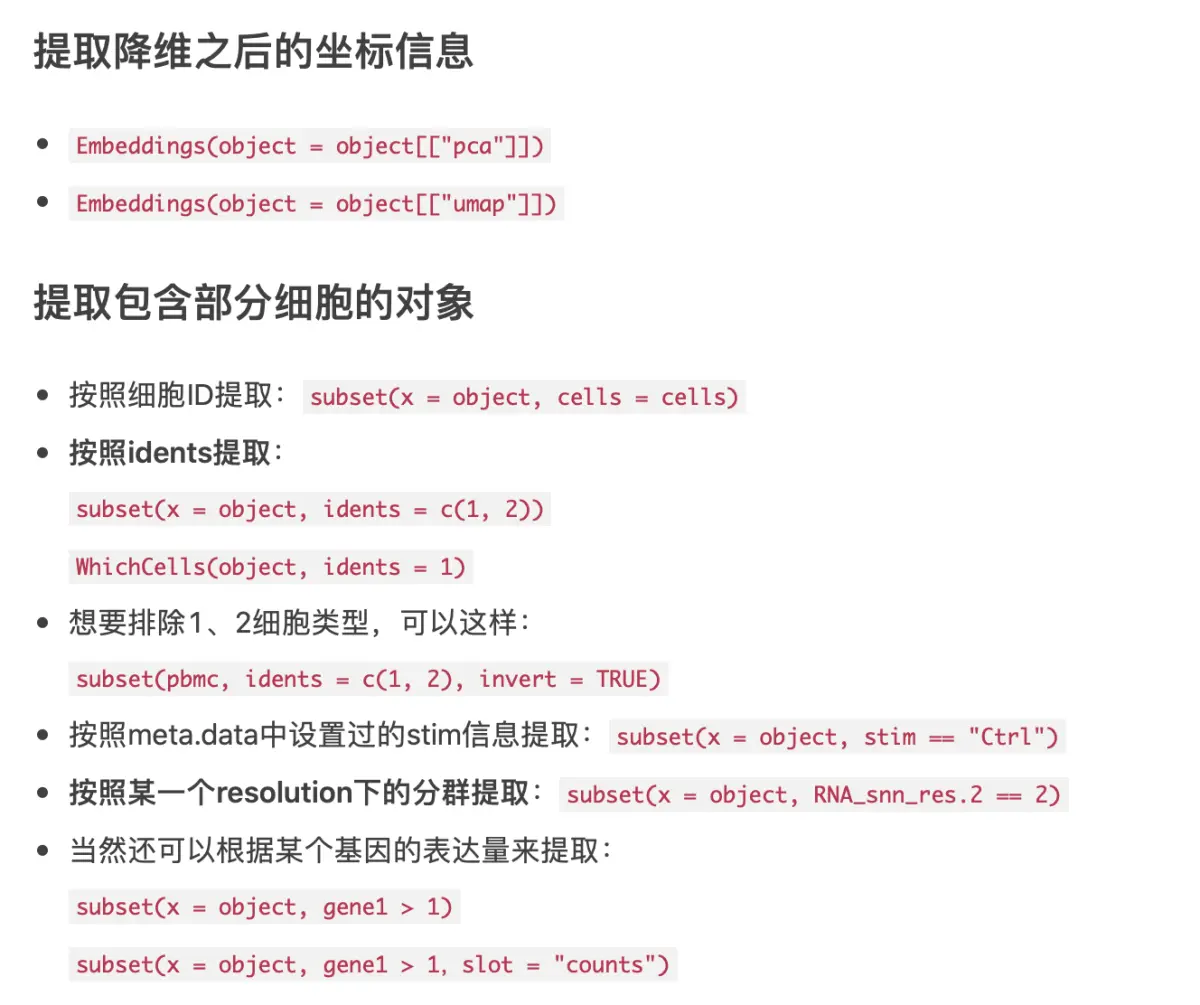 提取降维之后的坐标信息
Embeddings(object = object[["pca"]])
Embeddings(object = object[["umap"]])
提取包含部分细胞的对象
按照细胞ID提取： subset(x = object, cells = cells)
按照idents提取：
subset(x = object, idents = c(1, 2))
WhichCells(object, idents = 1)
想要排除1、2细胞类型，可以这样：
subset(pbmc, idents = c(1, 2), invert = TRUE)
按照meta.data中设置过的stim信息提取： subset(x = object, stim == "Ctrl")
按照某一个resolution下的分群提取： subset(x = object, RNA_snn_res.2 == 2)
当然还可以根据某个基因的表达量来提取：
subset(x = object, gene1 > 1)
subset(x = object, gene1 > 1, slot = "counts")